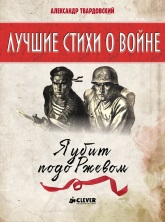 АЛЕКСАНДР ТВАРДОВСКИЙ
ЛУЧШИЕ СТИХИ О ВОЙНЕ
Я убит
подо Ржевом
CLEVER